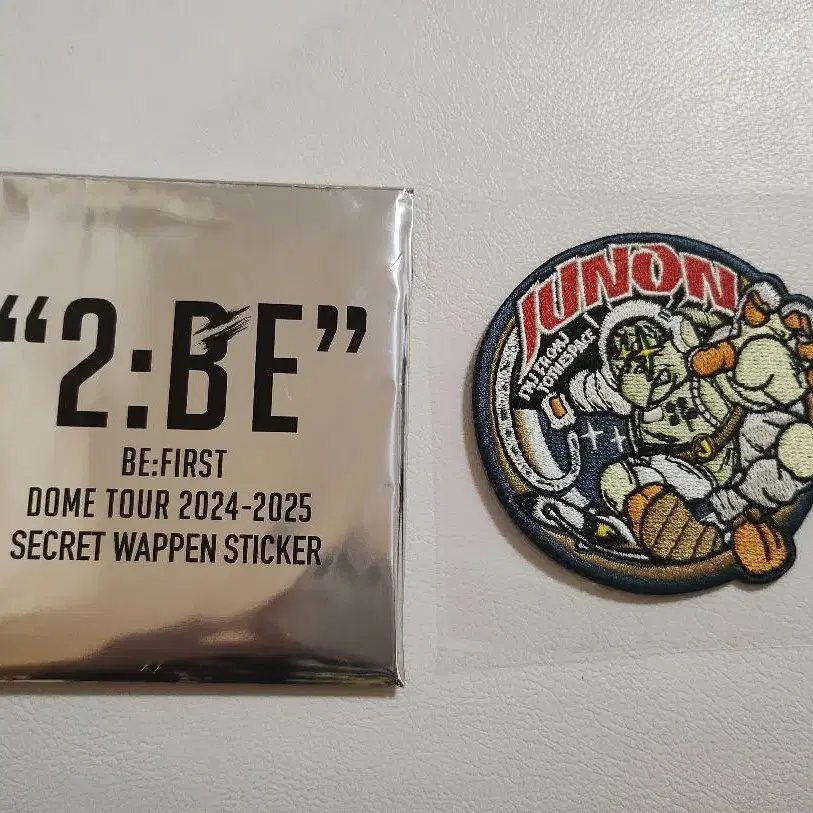 “2:BE”
BE:FIRST
DOME TOUR 2024-2025
SECRET WAPPEN STICKER
JUNON